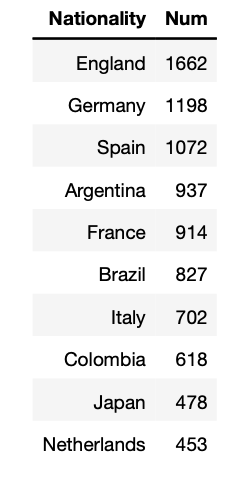 Nationality Num
England 1662
Germany 1198
Spain 1072
Argentina 937
France 914
Brazil 827
Italy 702
Colombia 618
Japan 478
Netherlands 453